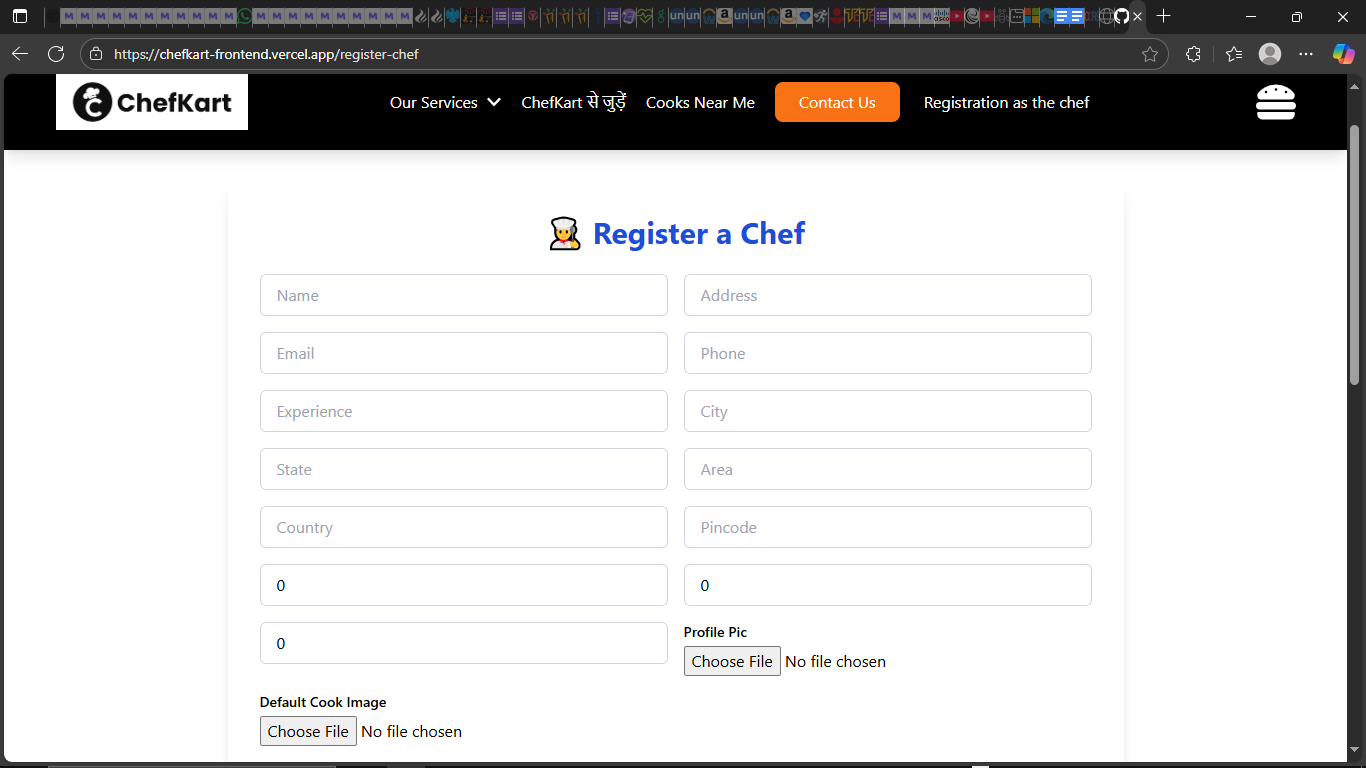 https://chefkart-frontend.vercel.app/register-chef
ChefKart
Our Services
ChefKart से जुड़ें
Cooks Near Me
Contact Us
Registration as the chef
Register a Chef
Name
Address
Email
Phone
Experience
City
State
Area
Country
Pincode
0
0
0
Profile Pic
Choose File No file chosen
Default Cook Image
Choose File No file chosen